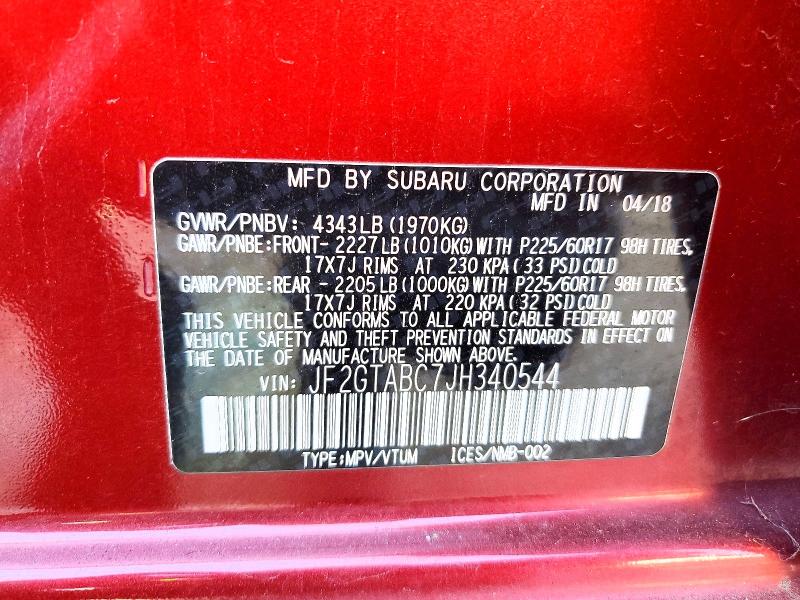 MFD BY SUBARU CORPORATION
MFD IN 04/18
GVWR/PNBV: 4343LB (1970KG)
GAWR/PNBE:FRONT- 2227LB (1010KG) WITH P225/60R17 98H TIRES,
17X7J RIMS AT 230 KPA( 33 PSI) COLD
GAWR/PNBE:REAR - 2205LB (1000KG) WITH P225/60R17 98H TIRES,
17X7J RIMS AT 220 KPA( 32 PSI) COLD
THIS VEHICLE CONFORMS TO ALL APPLICABLE FEDERAL MOTOR
VEHICLE SAFETY AND THEFT PREVENTION STANDARDS IN EFFECT ON
THE DATE OF MANUFACTURE SHOWN ABOVE.
VIN: JF2GTABC7JH340544
TYPE:MPV/VTUM ICES/NMB-002